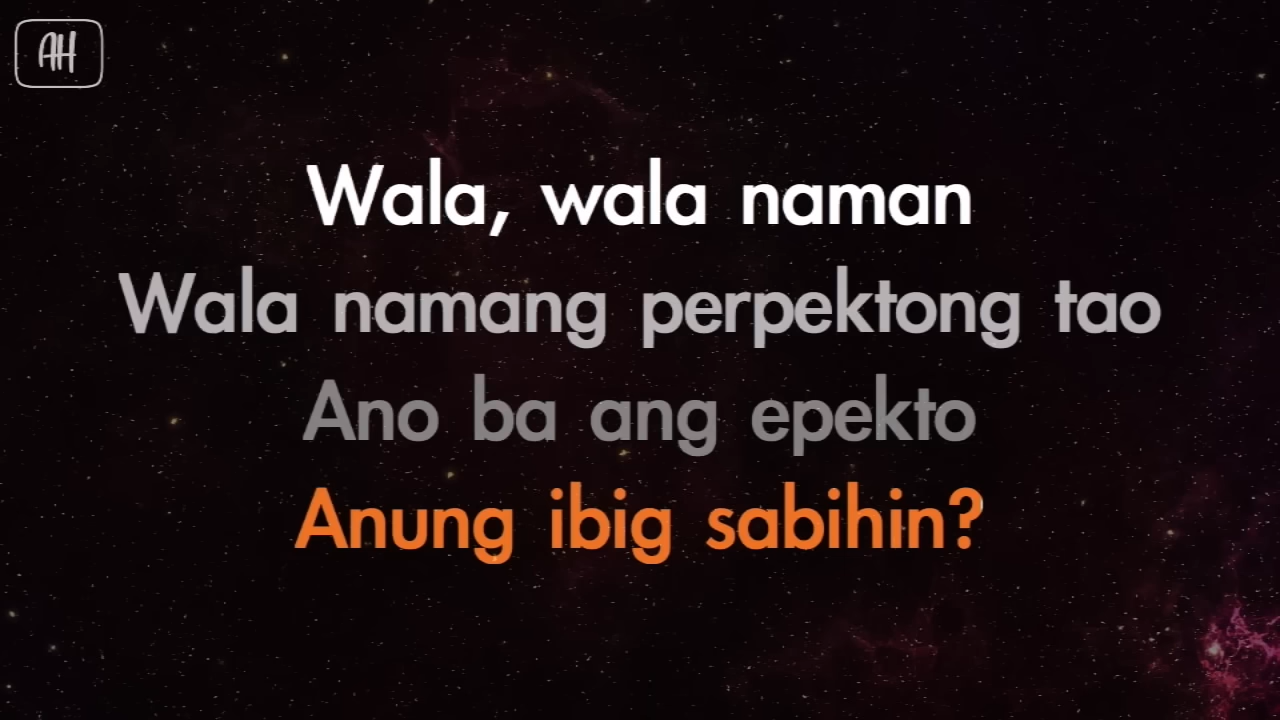 AH
Wala, wala naman
Wala namang perpektong tao
Ano ba ang epekto
Anung ibig sabihin?